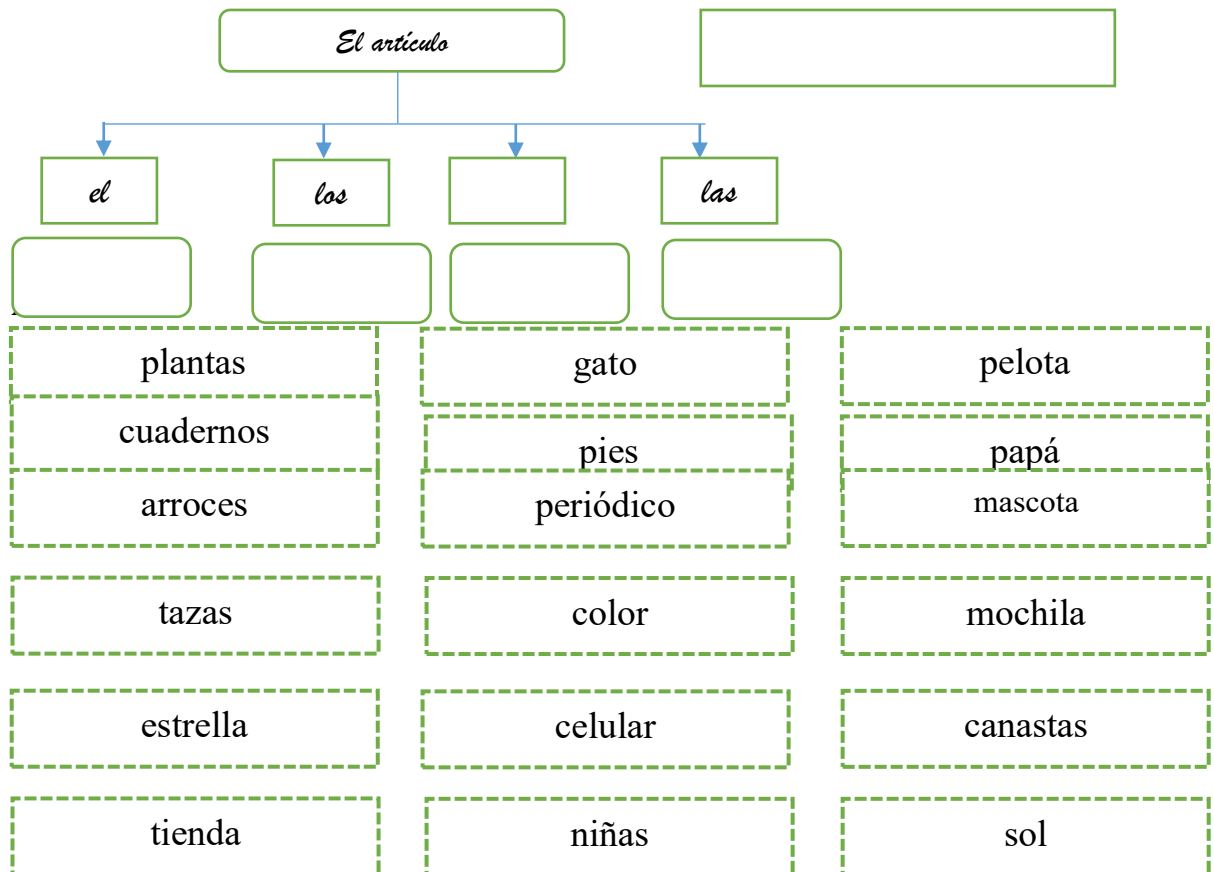 El artículo
el los las
plantas gato pelota
cuadernos pies papá
arroces periódico mascota
tazas color mochila
estrella celular canastas
tienda niñas sol